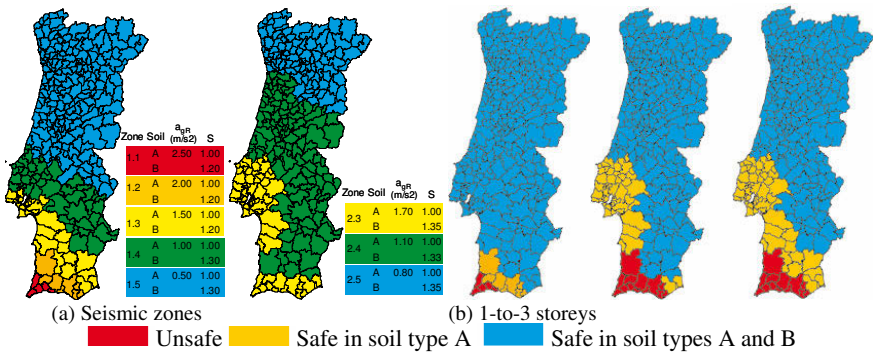 Zone Soil agR (m/s2) S
1.1 A 2.50 1.00
B 1.20
1.2 A 2.00 1.00
B 1.20
1.3 A 1.50 1.00
B 1.20
1.4 A 1.00 1.00
B 1.30
1.5 A 0.50 1.00
B 1.30
Zone Soil agR (m/s2) S
2.3 A 1.70 1.00
B 1.35
2.4 A 1.10 1.00
B 1.33
2.5 A 0.80 1.00
B 1.35
(a) Seismic zones
(b) 1-to-3 storeys
Unsafe
Safe in soil type A
Safe in soil types A and B